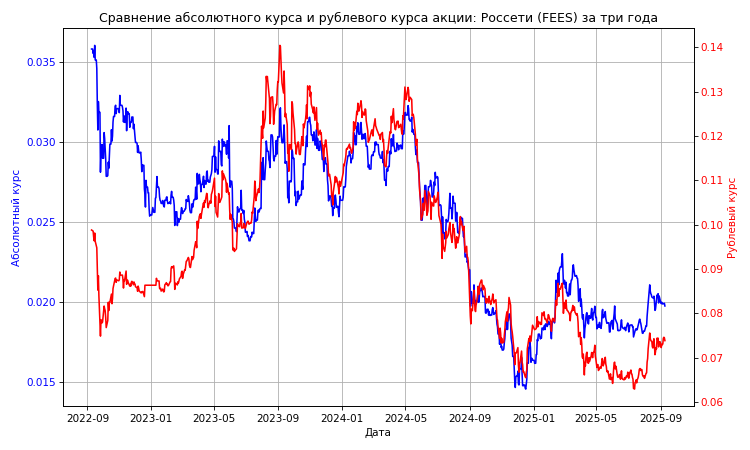 Сравнение абсолютного курса и рублевого курса акции: Россети (FEES) за три года
0.035
0.030
0.025
0.020
0.015
Абсолютный курс
0.14
0.13
0.12
0.11
0.10
0.09
0.08
0.07
0.06
Рублевый курс
2022-09 2023-01 2023-05 2023-09 2024-01 2024-05 2024-09 2025-01 2025-05 2025-09
Дата